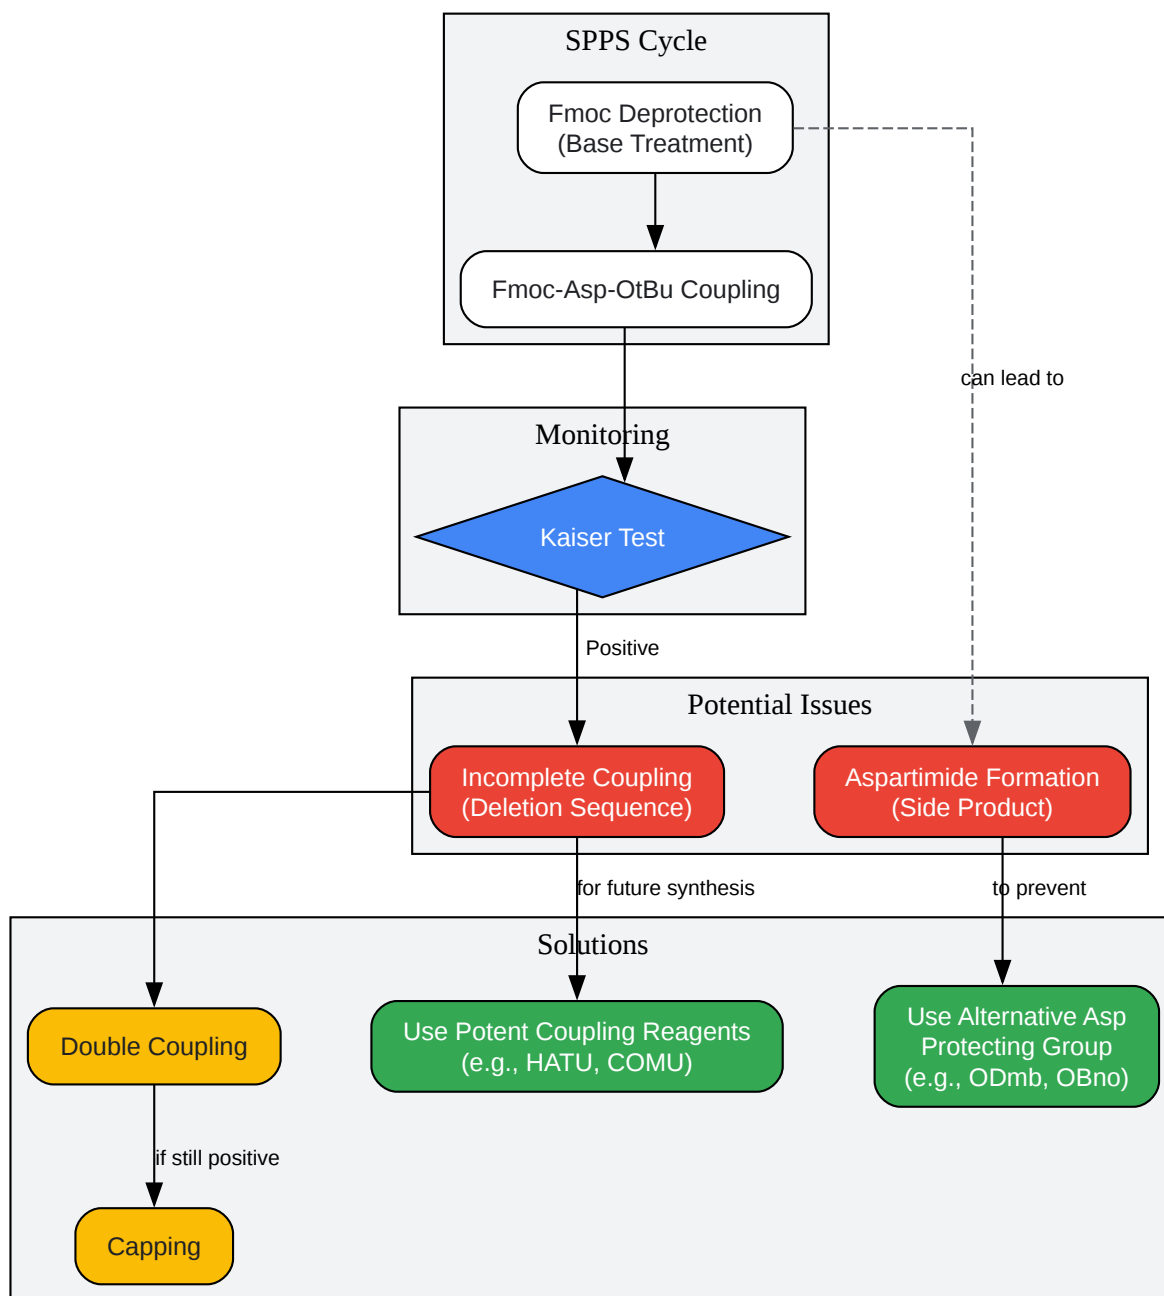 SPPS Cycle
Fmoc Deprotection
(Base Treatment)
Fmoc-Asp-OtBu Coupling
can lead to
Monitoring
Kaiser Test
Positive
Potential Issues
Incomplete Coupling
(Deletion Sequence)
Aspartimide Formation
(Side Product)
for future synthesis
to prevent
Solutions
Double Coupling
Use Potent Coupling Reagents
(e.g., HATU, COMU)
Use Alternative Asp
Protecting Group
(e.g., ODmb, OBno)
if still positive
Capping